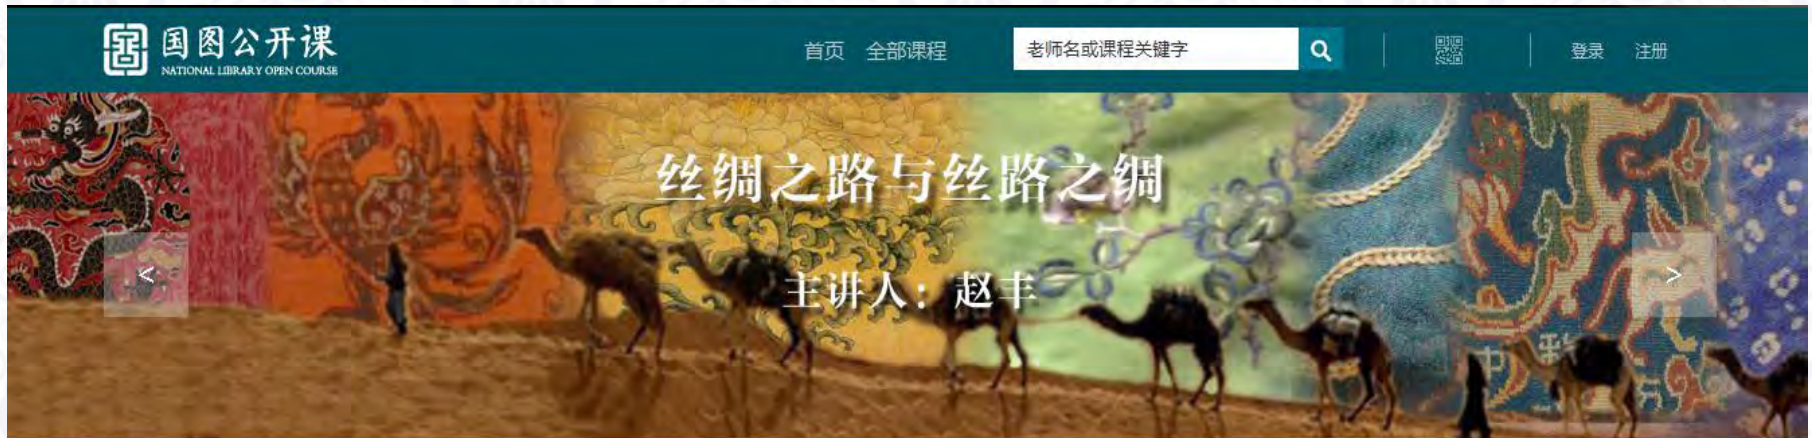 国图公开课
NATIONAL LIBRARY OPEN COURSE
首页 全部课程 老师名或课程关键字 登录 注册
丝绸之路与丝路之绸
主讲人：赵丰
<
>
中